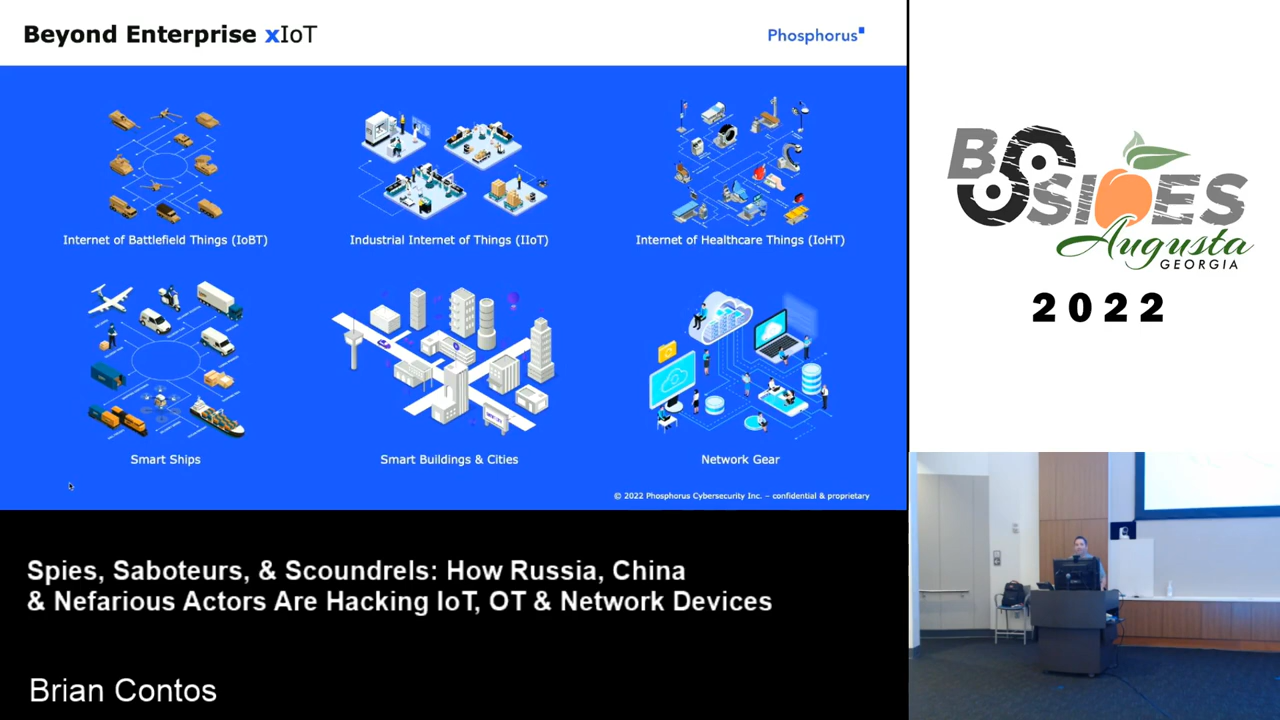 Beyond Enterprise xIoT
Phosphorus
Internet of Battlefield Things (IoBT)
Industrial Internet of Things (IIoT)
Internet of Healthcare Things (IoHT)
Smart Ships
Smart Buildings & Cities
Network Gear
© 2022 Phosphorus Cybersecurity Inc. – confidential & proprietary
BSIDES
Augusta
GEORGIA
2022
Spies, Saboteurs, & Scoundrels: How Russia, China
& Nefarious Actors Are Hacking IoT, OT & Network Devices
Brian Contos